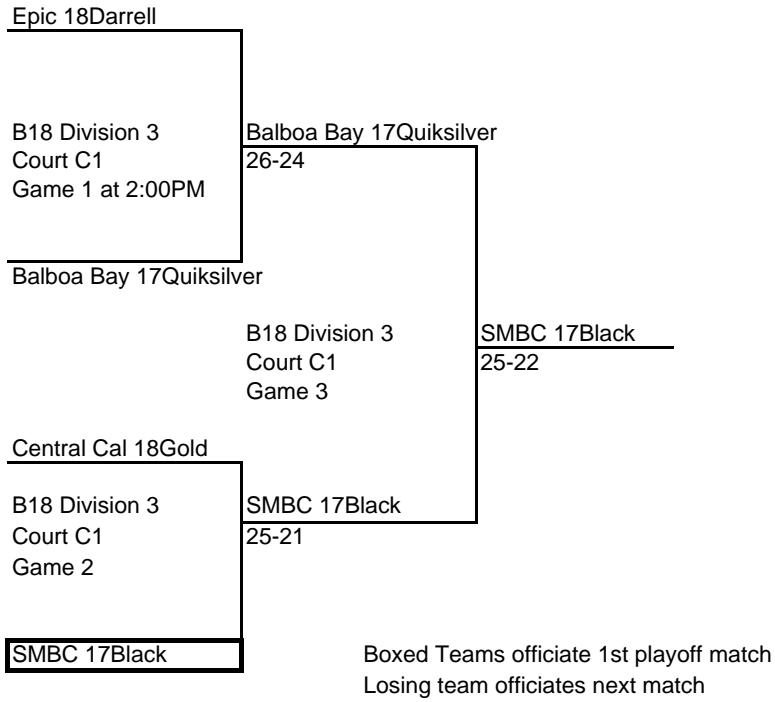 Epic 18Darrell
B18 Division 3
Court C1
Game 1 at 2:00PM
Balboa Bay 17Quiksilver
26-24
Balboa Bay 17Quiksilver
B18 Division 3
Court C1
Game 3
SMBC 17Black
25-22
Central Cal 18Gold
B18 Division 3
Court C1
Game 2
SMBC 17Black
25-21
SMBC 17Black
Boxed Teams officiate 1st playoff match
Losing team officiates next match